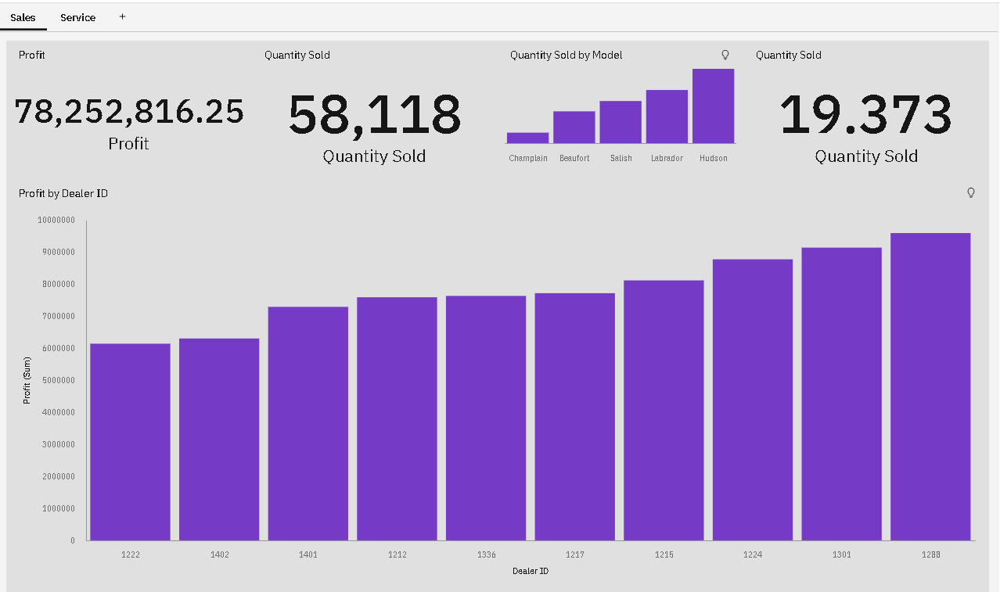 Sales Service +
Profit
78,252,816.25
Profit
Quantity Sold
58,118
Quantity Sold
Quantity Sold by Model
Champlain Beaufort Salish Labrador Hudson
Quantity Sold
19.373
Quantity Sold
Profit by Dealer ID
10000000
9000000
8000000
7000000
6000000
5000000
4000000
3000000
2000000
1000000
0
Profit (Sum)
1222 1402 1401 1212 1336 1217 1215 1224 1301 1288
Dealer ID